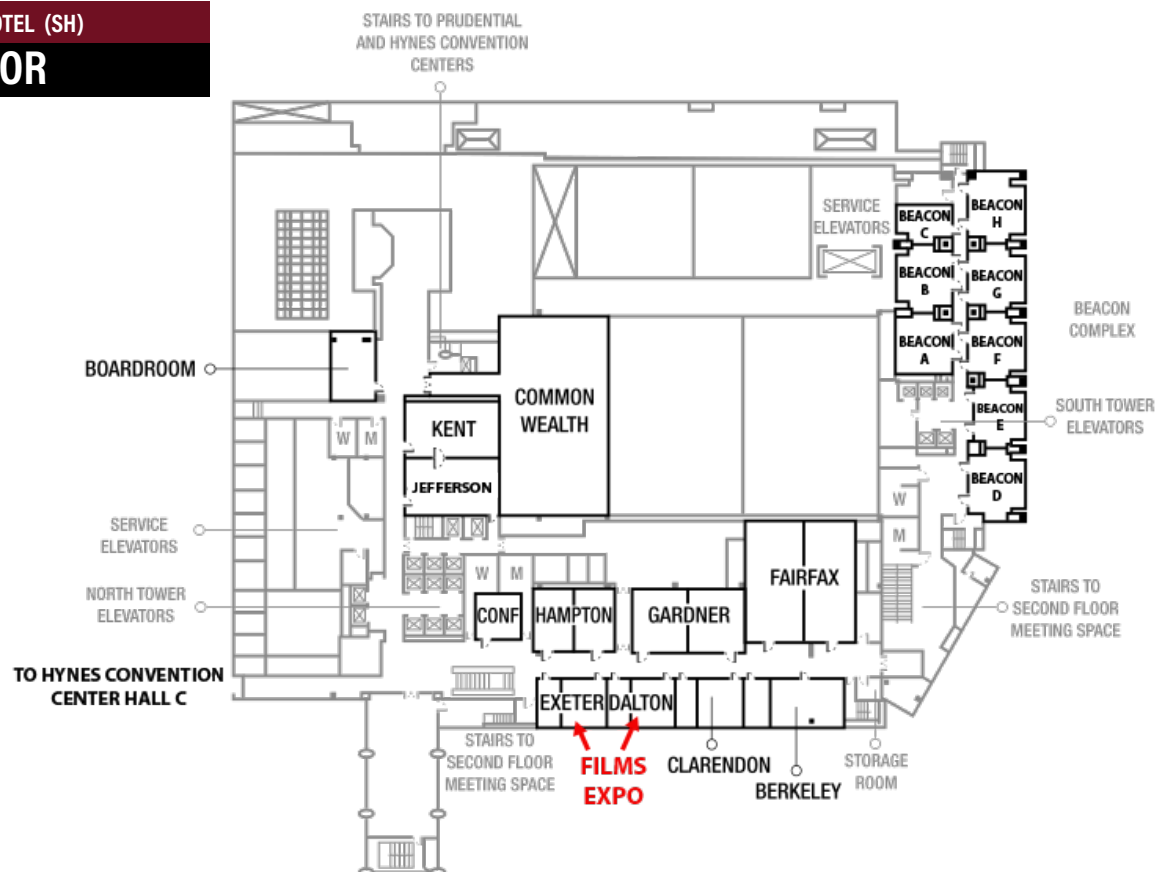 OTEL (SH)
OOR
STAIRS TO PRUDENTIAL
AND HYNES CONVENTION
CENTERS
SERVICE
ELEVATORS
BEACON
C
BEACON
H
BEACON
B
BEACON
G
BEACON
COMPLEX
BEACON
A
BEACON
F
BOARDROOM
COMMON
WEALTH
KENT
W
M
BEACON
E
SOUTH TOWER
ELEVATORS
JEFFERSON
BEACON
D
W
M
SERVICE
ELEVATORS
W
M
FAIRFAX
NORTH TOWER
ELEVATORS
CONF
HAMPTON
GARDNER
STAIRS TO
SECOND FLOOR
MEETING SPACE
TO HYNES CONVENTION
CENTER HALL C
EXETER
DALTON
STAIRS TO
SECOND FLOOR
MEETING SPACE
FILMS
EXPO
CLARENDON
BERKELEY
STORAGE
ROOM